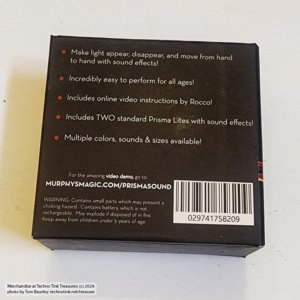 • Make light appear, disappear, and move from hand
to hand with sound effects!
• Incredibly easy to perform for all ages!
• Includes online video instructions by Rocco!
• Includes TWO standard Prisma Lites with sound effects!
• Multiple colors, sounds & sizes available!
For the amazing video demo, go to:
MURPHYSMAGIC.COM/PRISMASOUND
WARNING: Contains small parts which may present a
choking hazard. Contains battery, which is not
rechargeable. May explode if disposed of in fire.
Keep away from children under 5 years of age.
029741758209
Merchandise at Techno Tink Treasures (c) 2024
photo by Tom Bourley: technotink.net/treasure